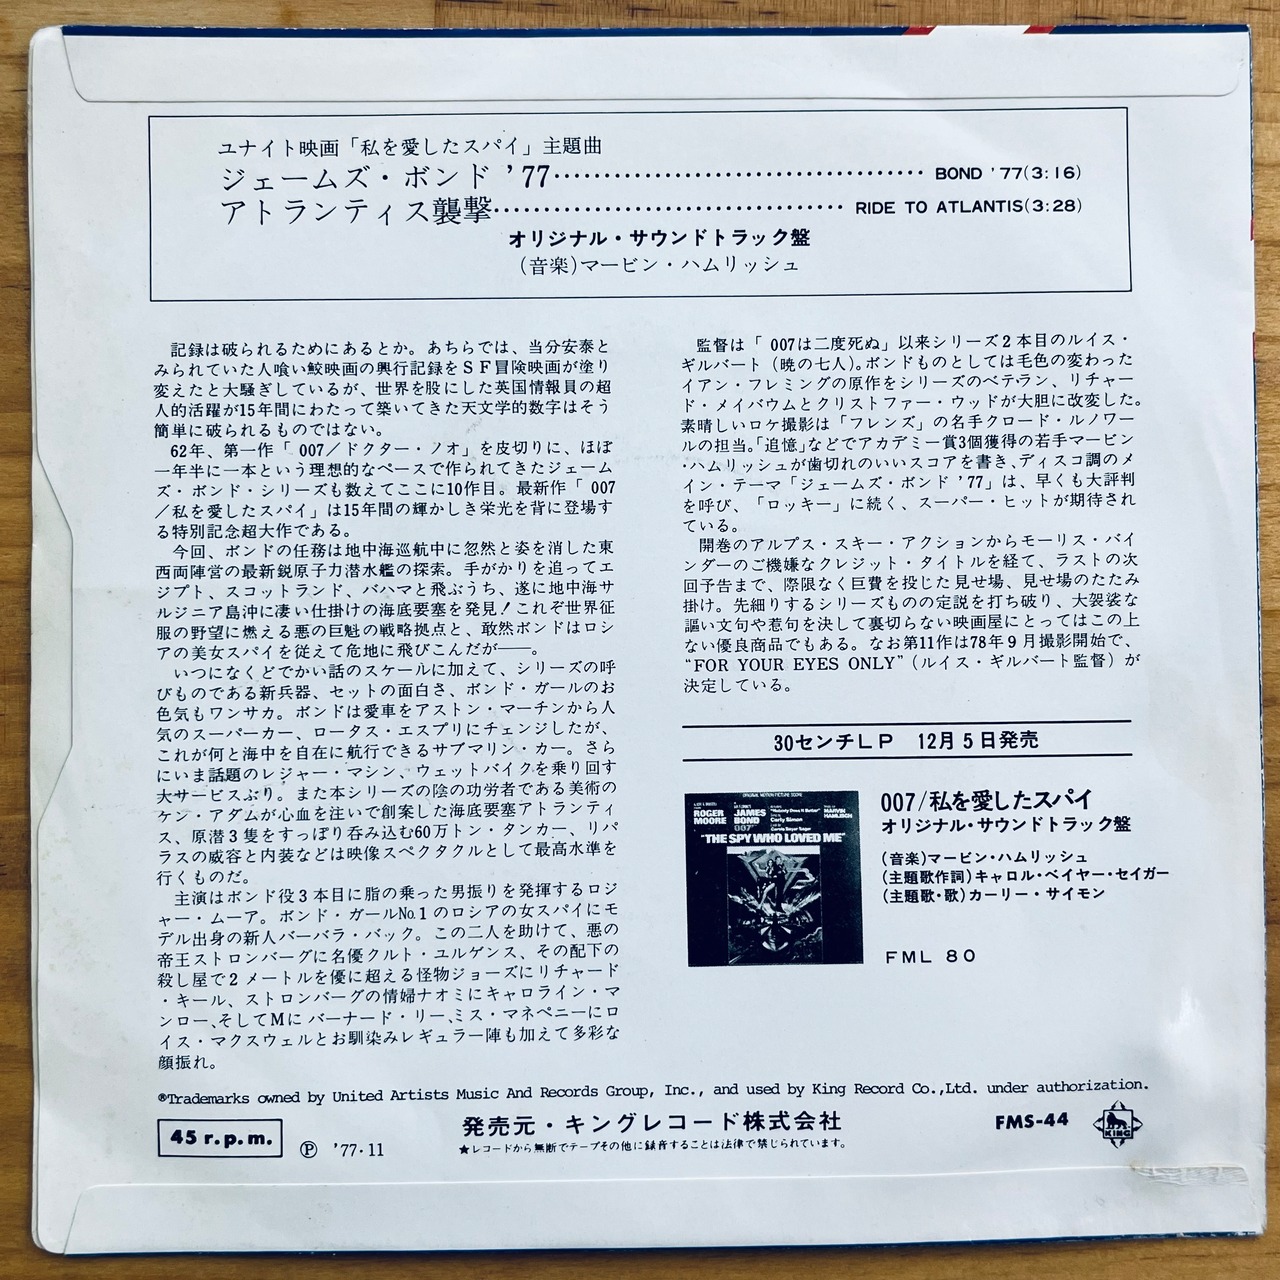 ユナイト映画「私を愛したスパイ」主題曲
ジェームズ・ボンド ’77…………………………… BOND ’77(3:16)
アトランティス襲撃…………………………… RIDE TO ATLANTIS(3:28)
オリジナル・サウンドトラック盤
(音楽)マービン・ハムリッシュ
記録は破られるためにあるとか。あちらでは、当分安泰と
みられていた人喰い鮫映画の興行記録をSF冒険映画が塗り
変えたと大騒ぎしているが、世界を股にした英国情報員の超
人的活躍が15年間にわたって築いてきた天文学的数字はそう
簡単に破られるものではない。
62年、第一作「007/ドクター・ノオ」を皮切りに、ほぼ
一年半に一本という理想的なペースで作られてきたジェーム
ズ・ボンド・シリーズも数えてここに10作目。最新作「007
/私を愛したスパイ」は15年間の輝かしき栄光を背に登場す
る特別記念超大作である。
今回、ボンドの任務は地中海巡航中に忽然と姿を消した東
西両陣営の最新鋭原子力潜水艦の探索。手がかりを追ってエ
ジプト、スコットランド、バハマと飛ぶうち、遂に地中海サ
ルジニア島沖に凄い仕掛けの海底要塞を発見!これぞ世界征
服の野望に燃える悪の巨魁の戦略拠点と、敢然ボンドはロシ
アの美女スパイを従えて危地に飛びこんだが──。
いつになくどでかい話のスケールに加えて、シリーズの呼
びものである新兵器、セットの面白さ、ボンド・ガールのお
色気もワンサカ。ボンドは愛車をアストン・マーチンから人
気のスーパーカー、ロータス・エスプリにチェンジしたが、
これが何と海中を自在に航行できるサブマリン・カー。さら
にいま話題のレジャー・マシン、ウェットバイクを乗り回す
大サービスぶり。また本シリーズの陰の功労者である美術の
ケン・アダムが心血を注いで創案した海底要塞アトランティ
ス、原潜3隻をすっぽり呑み込む60万トン・タンカー、リパ
ラスの威容と内装などは映像スペクタクルとして最高水準を
行くものだ。
主演はボンド役3本目に脂の乗った男振りを発揮するロジ
ャー・ムーア。ボンド・ガールNo.1のロシアの女スパイにモ
デル出身の新人バーバラ・バック。この二人を助けて、悪の
帝王ストロンバーグに名優クルト・ユルゲンス、その配下の
殺し屋で2メートルを優に超える怪物ジョーズにリチャード
・キール、ストロンバーグの情婦ナオミにキャロライン・マ
ンロー、そしてMに バーナード・リー、ミス・マネペニーにロ
イス・マクスウェルとお馴染みレギュラー陣も加えて多彩な
顔振れ。
監督は「007は二度死ぬ」以来シリーズ2本目のルイス・
ギルバート(暁の七人)。ボンドものとしては毛色の変わった
イアン・フレミングの原作をシリーズのベテラン、リチャー
ド・メイバウムとクリストファー・ウッドが大胆に改変した。
素晴しいロケ撮影は「フレンズ」の名手クロード・ルノワー
ルの担当。「追憶」などでアカデミー賞3個獲得の若手マービン
・ハムリッシュが歯切れのいいスコアを書き、ディスコ調のメ
イン・テーマ「ジェームズ・ボンド ’77」は、早くも大評判
を呼び、「ロッキー」に続く、スーパー・ヒットが期待され
ている。
開巻のアルプス・スキー・アクションからモーリス・バイ
ンダーのご機嫌なクレジット・タイトルを経て、ラストの次
回予告まで、際限なく巨費を投じた見せ場、見せ場のたたみ
掛け。先細りするシリーズものの定説を打ち破り、大袈裟な
謳い文句や惹句を決して裏切らない映画屋にとってはこの上
ない優良商品でもある。なお第11作は78年9月撮影開始で、
“FOR YOUR EYES ONLY”(ルイス・ギルバート監督)が
決定している。
30センチLP 12月5日発売
ORIGINAL MOTION PICTURE SCORE
ROGER MOORE
JAMES BOND 007
"Nobody Does It Better"
Carly Simon
Carole Bayer Sager
MARVIN HAMLISCH
"THE SPY WHO LOVED ME"
007/私を愛したスパイ
オリジナル・サウンドトラック盤
(音楽)マービン・ハムリッシュ
(主題歌作詞)キャロル・ベイヤー・セイガー
(主題歌・歌)カーリー・サイモン
FML 80
®Trademarks owned by United Artists Music And Records Group, Inc., and used by King Record Co.,Ltd. under authorization.
45 r.p.m.
Ⓟ ’77・11
発売元・キングレコード株式会社
★レコードから無断でテープその他に録音することは法律で禁じられています。
FMS-44
KING